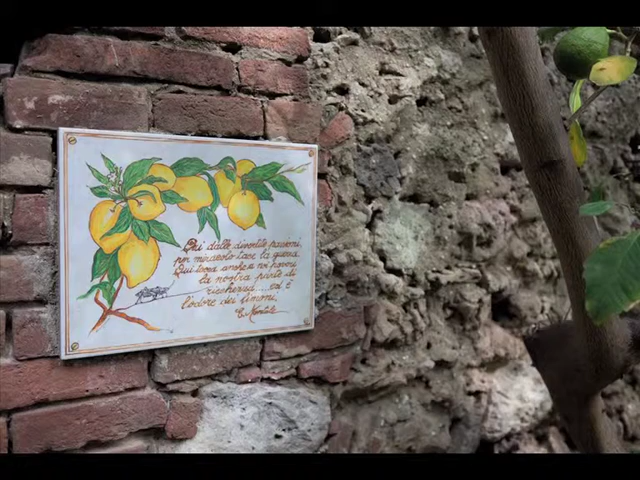 Qui delle divertite passioni
per miracolo tace la guerra
Qui tocca anche a noi poveri
la nostra parte di
ricchezza.....ed è
l'odore dei limoni.
E. Montale